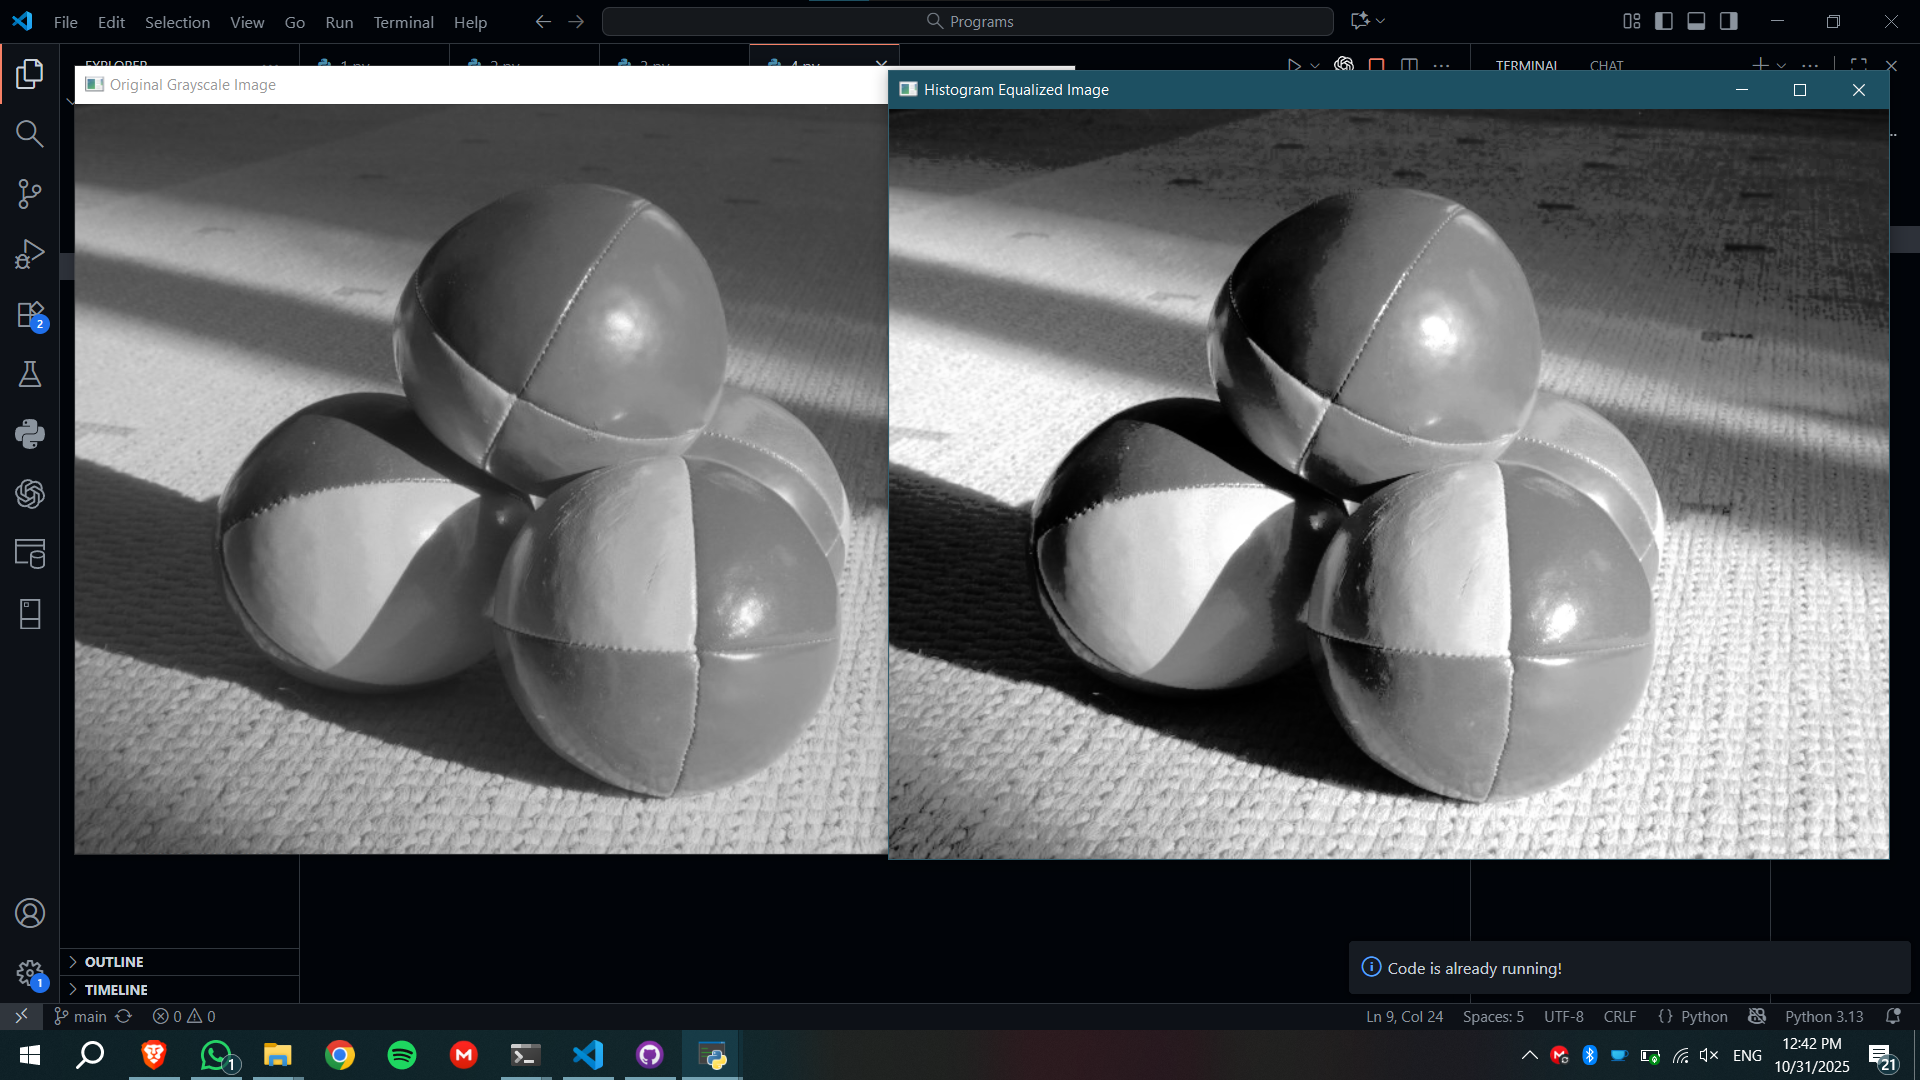 File Edit Selection View Go Run Terminal Help
Programs
TERMINAL CHAT
Original Grayscale Image
Histogram Equalized Image
2
OUTLINE
TIMELINE
1
Code is already running!
main 0 0
Ln 9, Col 24 Spaces: 5 UTF-8 CRLF {} Python Python 3.13
1
ENG
12:42 PM
10/31/2025
21